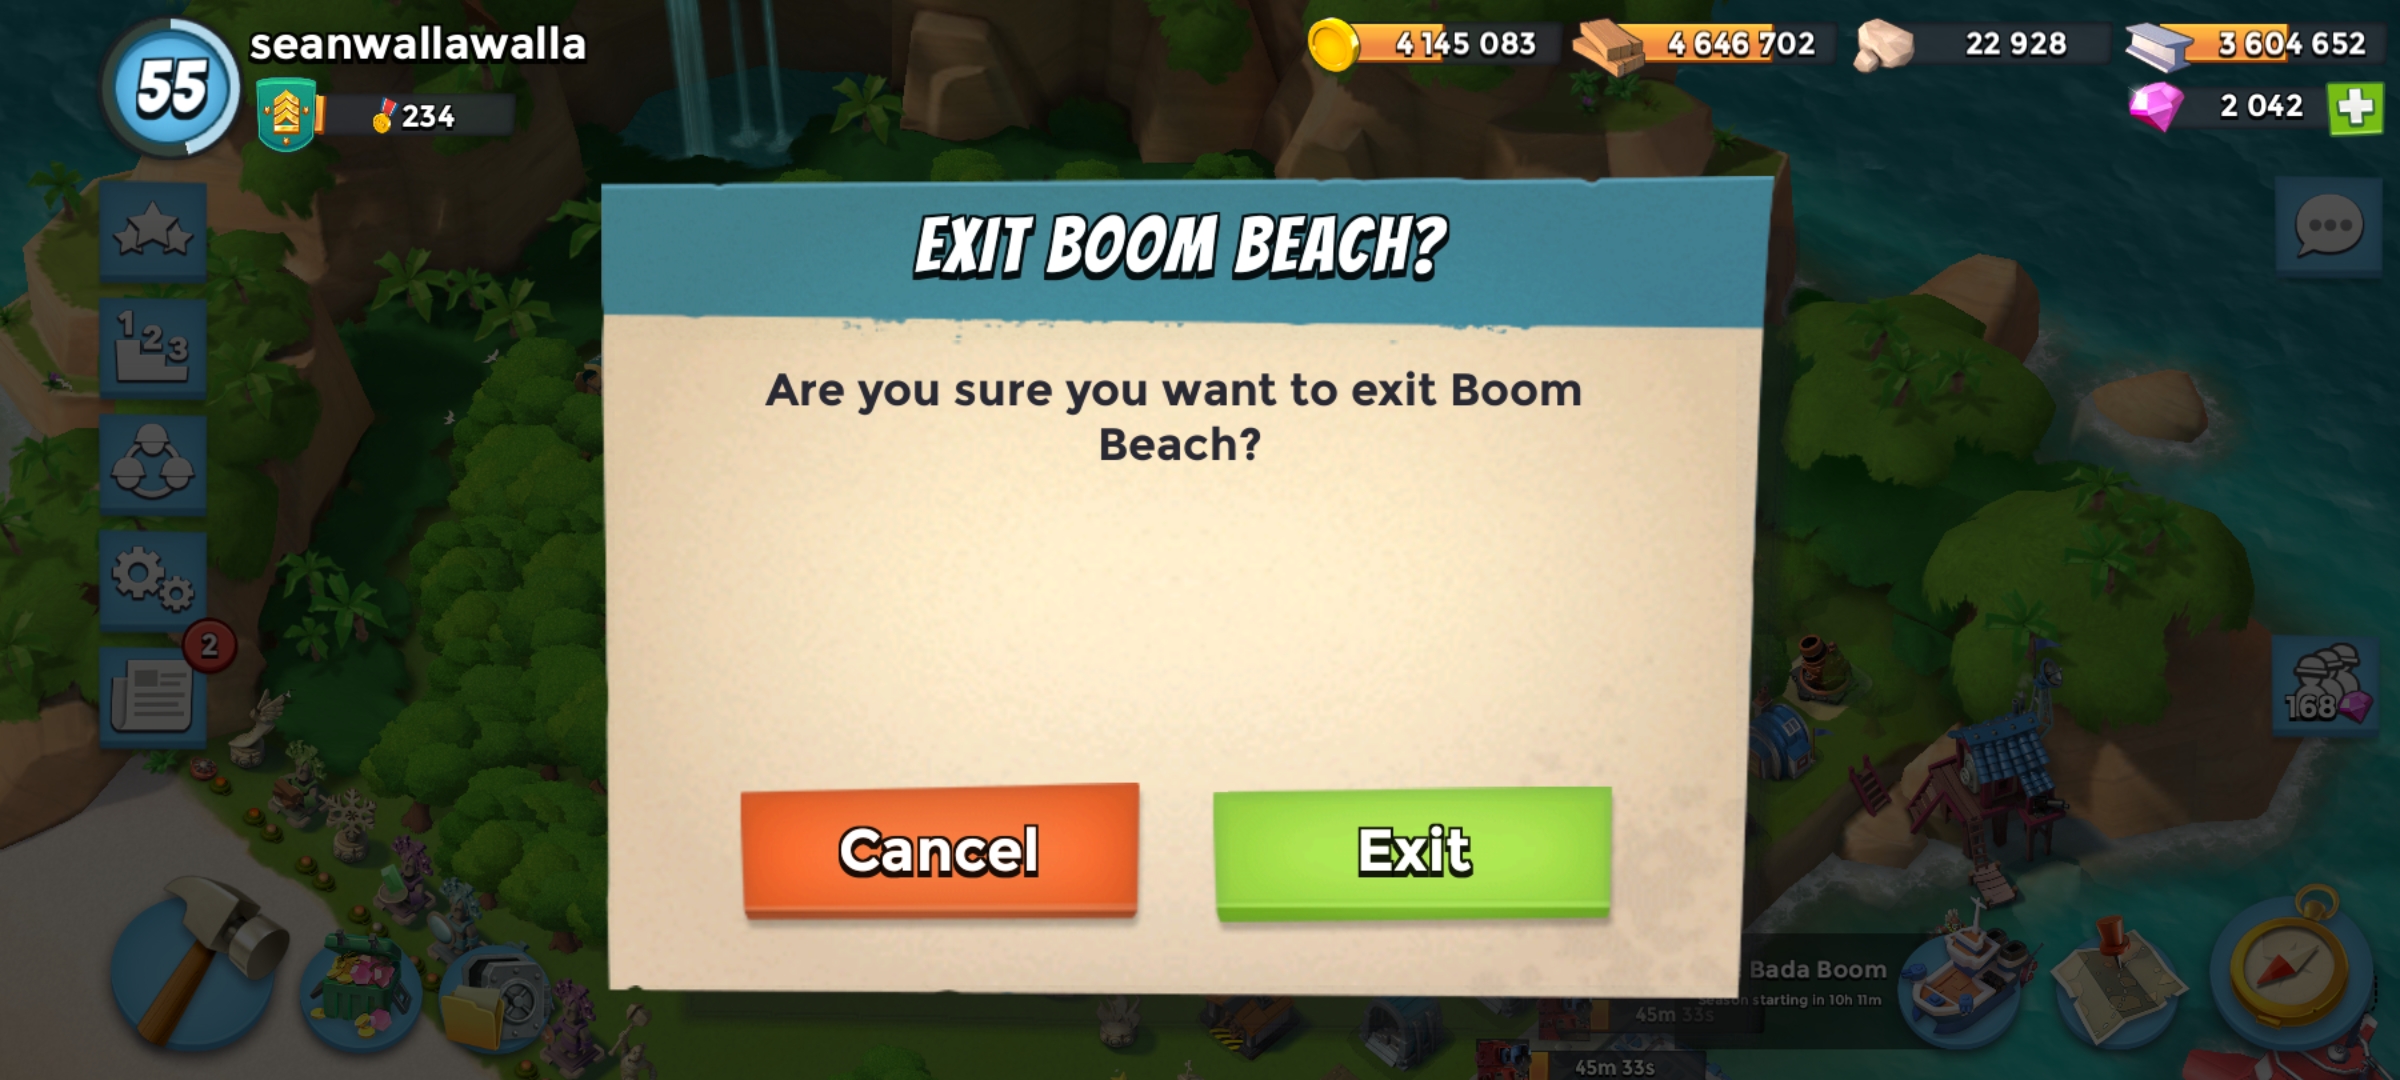 55
seanwallawalla
234
4 145 083
4 646 702
22 928
3 604 652
2 042
123
2
168
EXIT BOOM BEACH?
Are you sure you want to exit Boom
Beach?
Cancel
Exit
Bada Boom
Season starting in 10h 11m
45m 33s
45m 33s